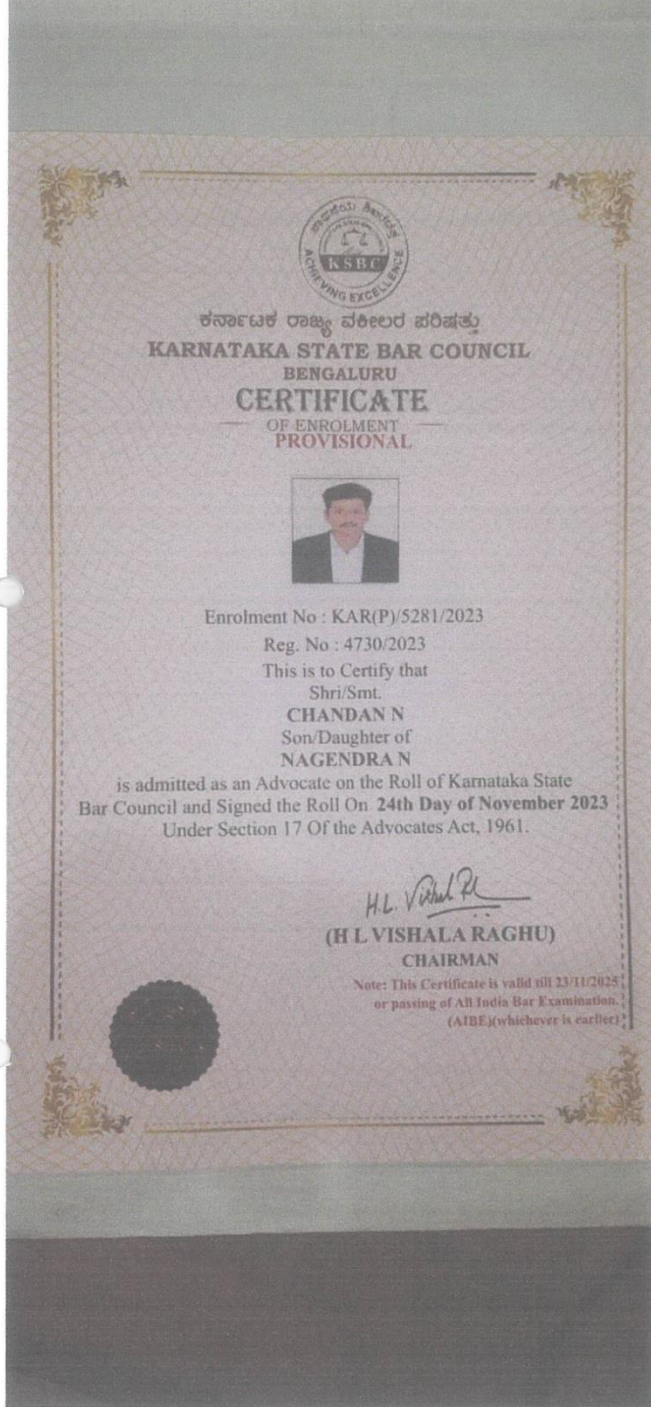 ACHIEVING EXCELLENCE
KSBC
ಕರ್ನಾಟಕ ರಾಜ್ಯ ವಕೀಲರ ಪರಿಷತ್ತು
KARNATAKA STATE BAR COUNCIL
BENGALURU
CERTIFICATE
OF ENROLMENT
PROVISIONAL
Enrolment No : KAR(P)/5281/2023
Reg. No : 4730/2023
This is to Certify that
Shri/Smt.
CHANDAN N
Son/Daughter of
NAGENDRA N
is admitted as an Advocate on the Roll of Karnataka State
Bar Council and Signed the Roll On 24th Day of November 2023
Under Section 17 Of the Advocates Act, 1961.
H.L. Vishal
(H L VISHALA RAGHU)
CHAIRMAN
Note: This Certificate is valid till 23/11/2025
or passing of All India Bar Examination.
(AIBE)(whichever is earlier)